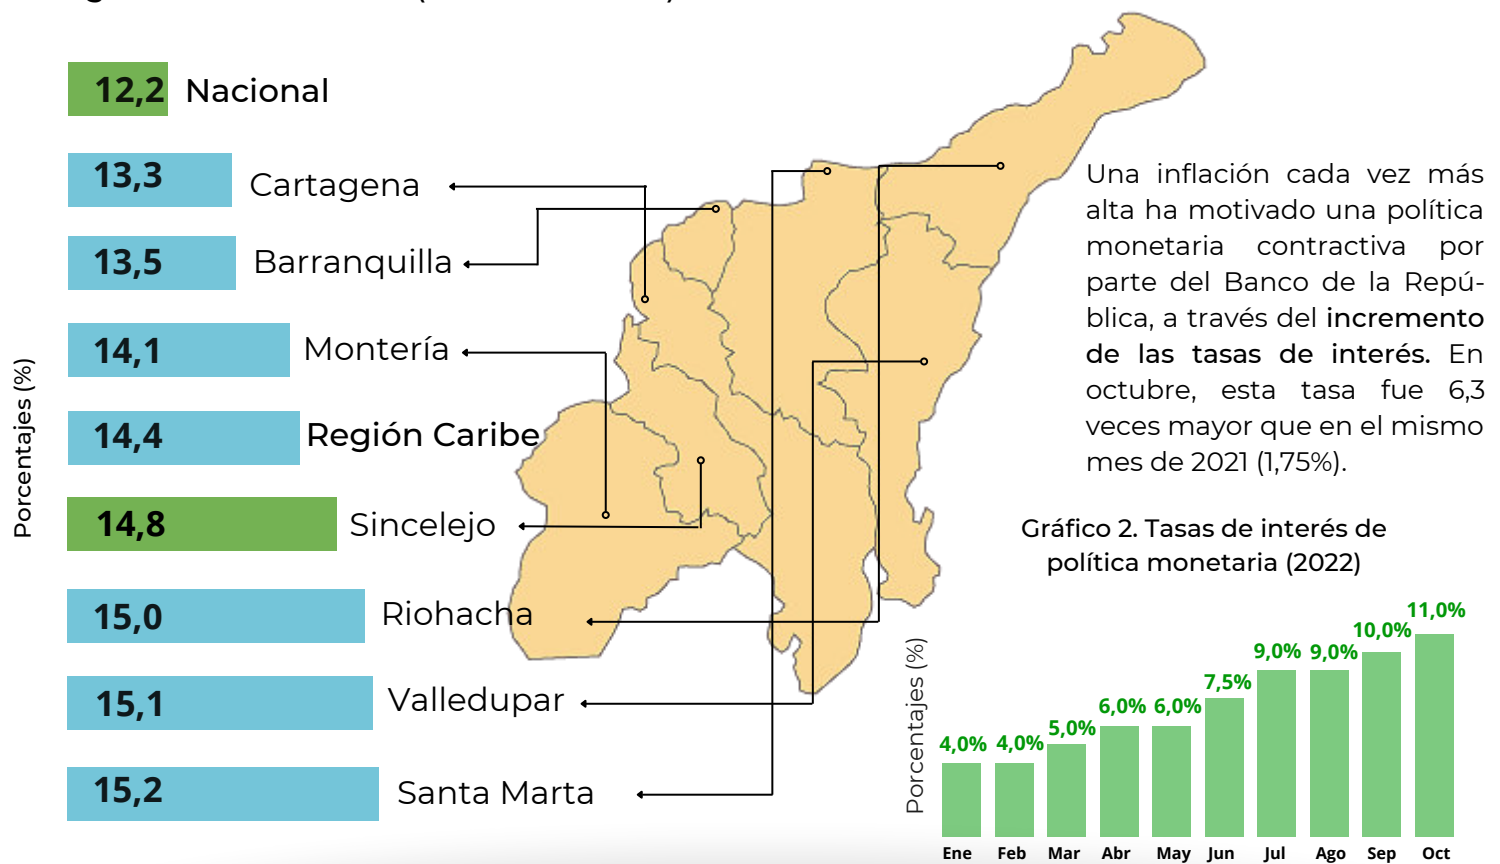 Porcentajes (%)
12,2 Nacional
13,3 Cartagena
13,5 Barranquilla
14,1 Montería
14,4 Región Caribe
14,8 Sincelejo
15,0 Riohacha
15,1 Valledupar
15,2 Santa Marta
Una inflación cada vez más
alta ha motivado una política
monetaria contractiva por
parte del Banco de la Repú-
blica, a través del incremento
de las tasas de interés. En
octubre, esta tasa fue 6,3
veces mayor que en el mismo
mes de 2021 (1,75%).
Gráfico 2. Tasas de interés de
política monetaria (2022)
Porcentajes (%)
4,0% 4,0% 5,0% 6,0% 6,0% 7,5% 9,0% 9,0% 10,0% 11,0%
Ene Feb Mar Abr May Jun Jul Ago Sep Oct